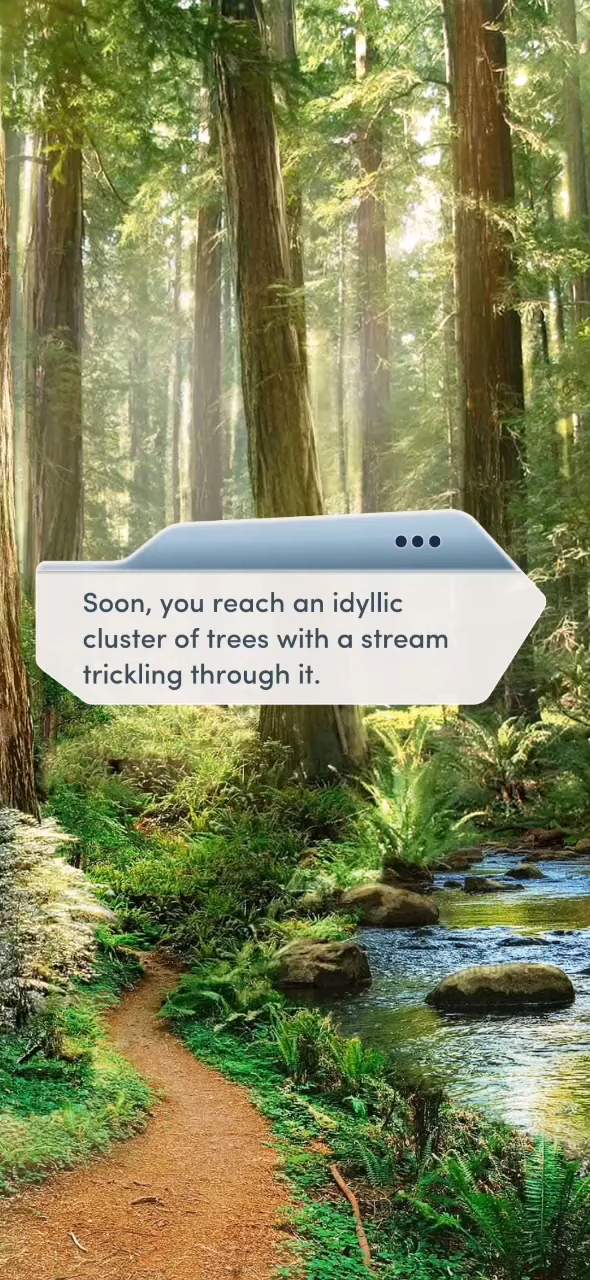 Soon, you reach an idyllic
cluster of trees with a stream
trickling through it.